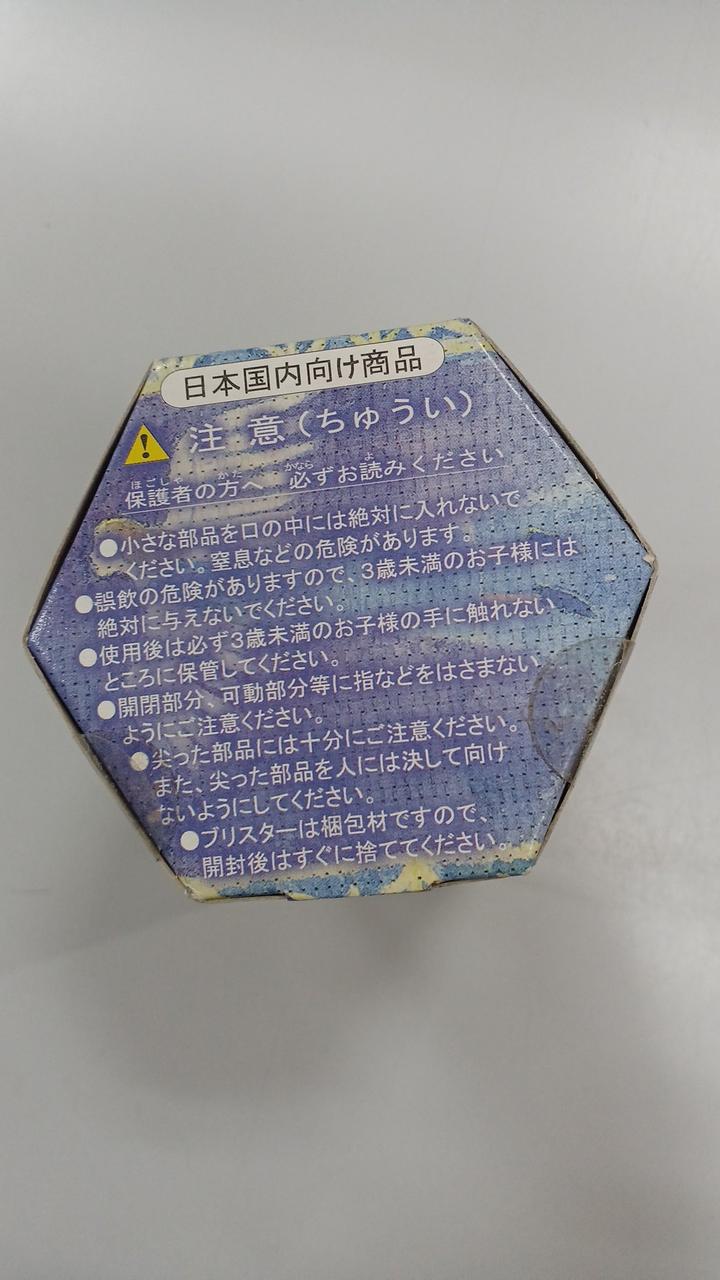 日本国内向け商品
注意(ちゅうい)
保護者の方へ 必ずお読みください
●小さな部品を口の中には絶対に入れないで
ください。窒息などの危険があります。
●誤飲の危険がありますので、3歳未満のお子様には
絶対に与えないでください。
●使用後は必ず3歳未満のお子様の手に触れない
ところに保管してください。
●開閉部分、可動部分等に指などをはさまない
ようにご注意ください。
●尖った部品には十分にご注意ください。
また、尖った部品を人には決して向け
ないようにしてください。
●ブリスターは梱包材ですので、
開封後はすぐに捨ててください。